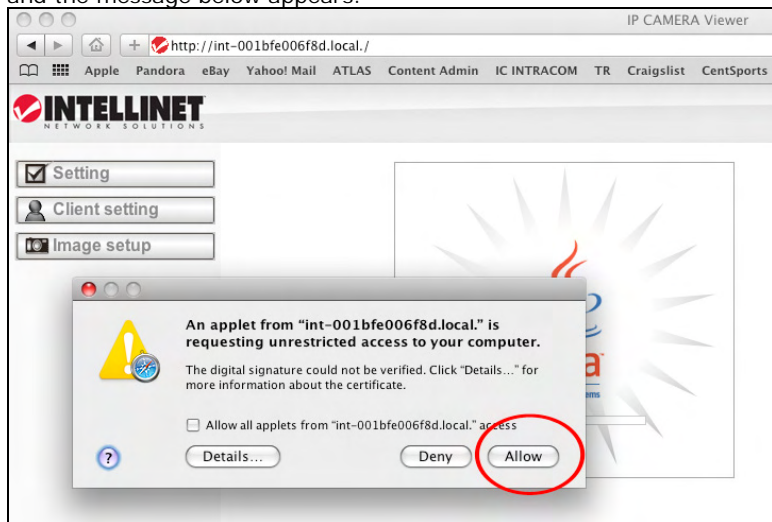 and the message below appears:
IP CAMERA Viewer
http://int-001bfe006f8d.local./
Apple Pandora eBay Yahoo! Mail ATLAS Content Admin IC INTRACOM TR Craigslist CentSports
INTELLINET
NETWORK SOLUTIONS
Setting
Client setting
Image setup
An applet from “int-001bfe006f8d.local.” is
requesting unrestricted access to your computer.
The digital signature could not be verified. Click “Details...” for
more information about the certificate.
Allow all applets from “int-001bfe006f8d.local.” access
? Details... Deny Allow